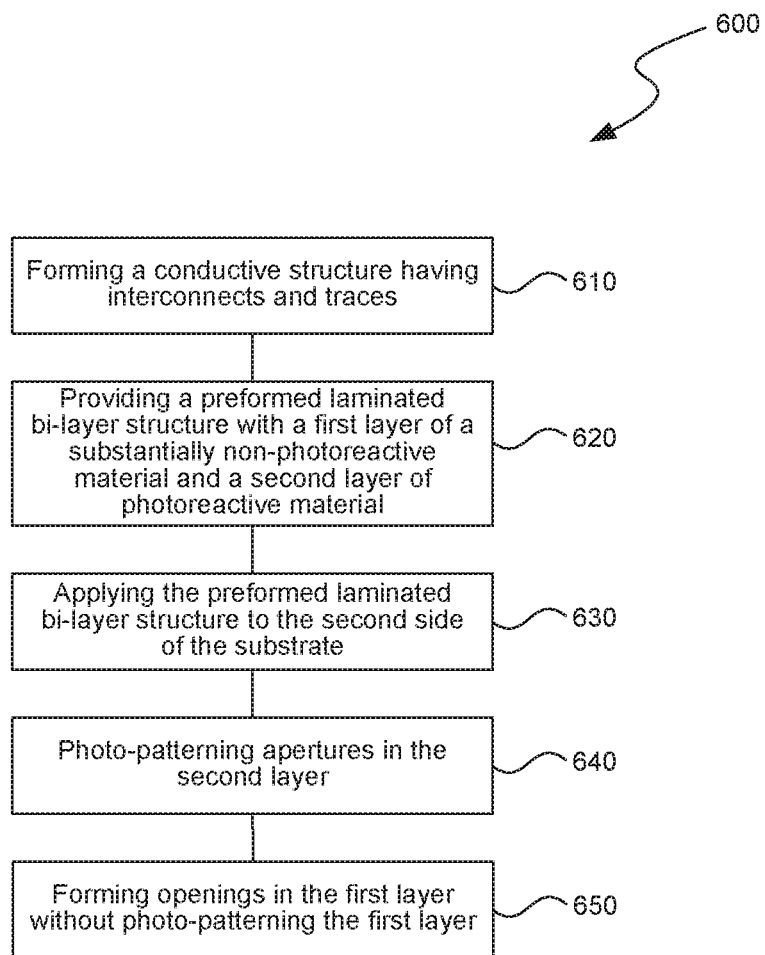 600
Forming a conductive structure having
interconnects and traces
610
Providing a preformed laminated
bi-layer structure with a first layer of a
substantially non-photoreactive
material and a second layer of
photoreactive material
620
Applying the preformed laminated
bi-layer structure to the second side
of the substrate
630
Photo-patterning apertures in the
second layer
640
Forming openings in the first layer
without photo-patterning the first layer
650